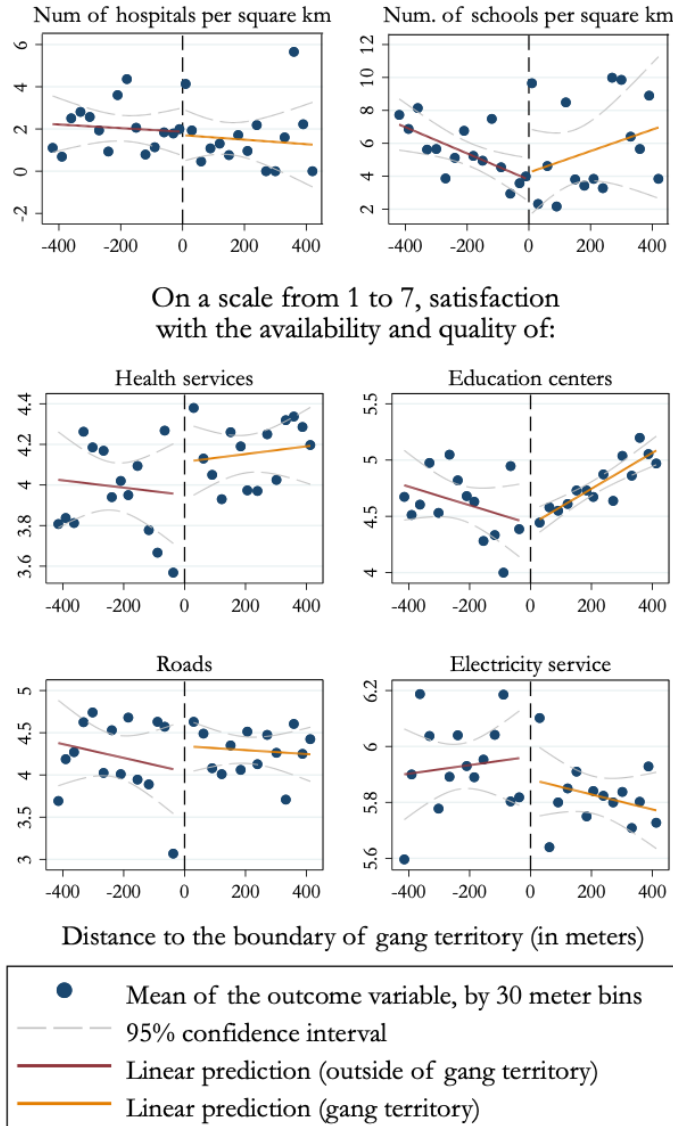 Num of hospitals per square km
Num. of schools per square km
6
4
2
0
-2
-400 -200 0 200 400
12
10
8
6
4
2
-400 -200 0 200 400
On a scale from 1 to 7, satisfaction
with the availability and quality of:
Health services
Education centers
4.4
4.2
4
3.8
3.6
-400 -200 0 200 400
5.5
5
4.5
4
-400 -200 0 200 400
Roads
Electricity service
5
4.5
4
3.5
3
-400 -200 0 200 400
6.2
6
5.8
5.6
-400 -200 0 200 400
Distance to the boundary of gang territory (in meters)
Mean of the outcome variable, by 30 meter bins
95% confidence interval
Linear prediction (outside of gang territory)
Linear prediction (gang territory)